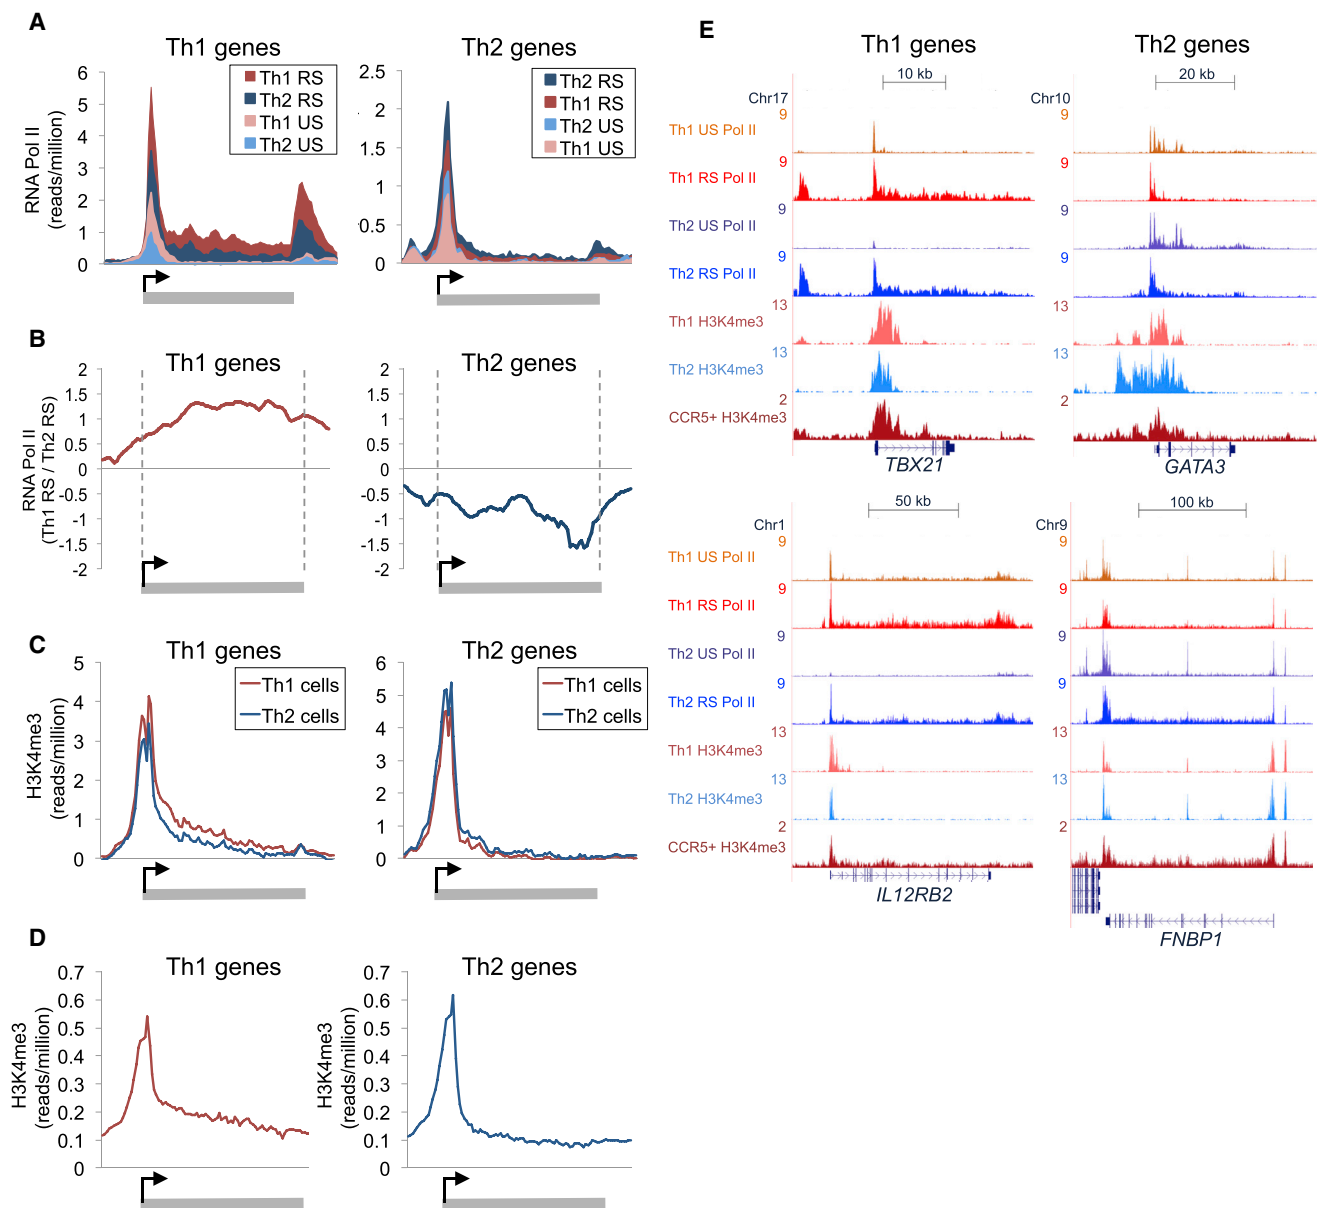 A
Th1 genes
Th2 genes
RNA Pol II
(reads/million)
6
5
4
3
2
1
0
Th1 RS
Th2 RS
Th1 US
Th2 US
2.5
2
1.5
1
0.5
0
Th2 RS
Th1 RS
Th2 US
Th1 US
B
Th1 genes
Th2 genes
RNA Pol II
(Th1 RS / Th2 RS)
2
1.5
1
0.5
0
-0.5
-1
-1.5
-2
2
1.5
1
0.5
0
-0.5
-1
-1.5
-2
C
Th1 genes
Th2 genes
H3K4me3
(reads/million)
5
4
3
2
1
0
Th1 cells
Th2 cells
6
5
4
3
2
1
0
Th1 cells
Th2 cells
D
Th1 genes
Th2 genes
H3K4me3
(reads/million)
0.7
0.6
0.5
0.4
0.3
0.2
0.1
0
H3K4me3
(reads/million)
0.7
0.6
0.5
0.4
0.3
0.2
0.1
0
E
Th1 genes
Th2 genes
10 kb
Chr17
9
Th1 US Pol II
9
Th1 RS Pol II
9
Th2 US Pol II
9
Th2 RS Pol II
13
Th1 H3K4me3
13
Th2 H3K4me3
2
CCR5+ H3K4me3
TBX21
20 kb
Chr10
9
9
9
9
13
13
2
GATA3
50 kb
Chr1
9
Th1 US Pol II
9
Th1 RS Pol II
9
Th2 US Pol II
9
Th2 RS Pol II
13
Th1 H3K4me3
13
Th2 H3K4me3
2
CCR5+ H3K4me3
IL12RB2
100 kb
Chr9
9
9
9
9
13
13
2
FNBP1